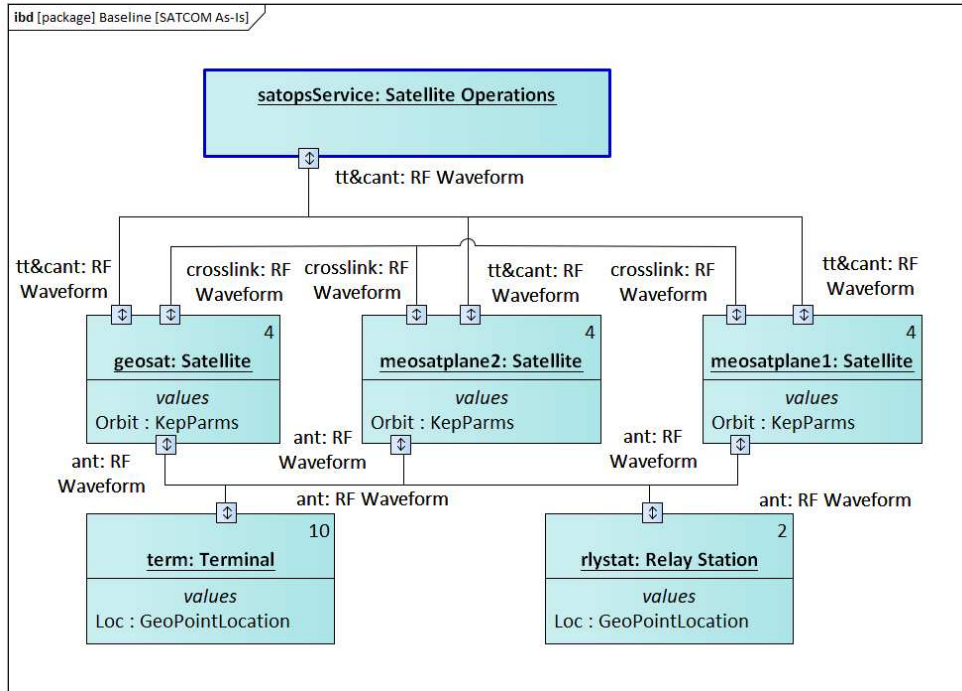 ibd [package] Baseline [SATCOM As-Is]
satopsService: Satellite Operations
tt&cant: RF Waveform
tt&cant: RF
Waveform
crosslink: RF
Waveform
crosslink: RF
Waveform
tt&cant: RF
Waveform
crosslink: RF
Waveform
tt&cant: RF
Waveform
4
geosat: Satellite
values
Orbit : KepParms
4
meosatplane2: Satellite
values
Orbit : KepParms
4
meosatplane1: Satellite
values
Orbit : KepParms
ant: RF
Waveform
ant: RF
Waveform
ant: RF
Waveform
ant: RF Waveform
ant: RF Waveform
10
term: Terminal
values
Loc : GeoPointLocation
2
rlystat: Relay Station
values
Loc : GeoPointLocation